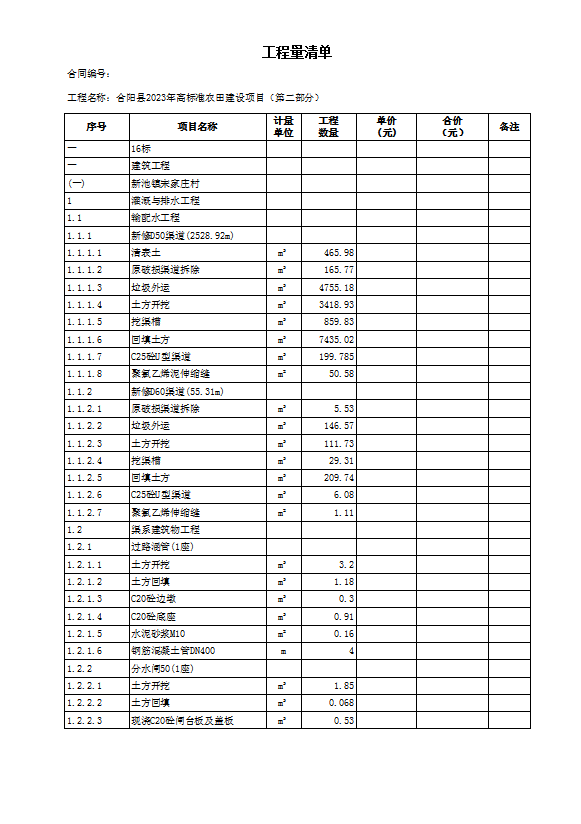 工程量清单
合同编号：
工程名称：合阳县2023年高标准农田建设项目（第二部分）
序号 项目名称 计量单位 工程数量 单价(元) 合价（元） 备注
一 16标
一 建筑工程
(一) 新池镇宋家庄村
1 灌溉与排水工程
1.1 输配水工程
1.1.1 新修D50渠道(2528.92m)
1.1.1.1 清表土 m³ 465.98
1.1.1.2 原破损渠道拆除 m³ 165.77
1.1.1.3 垃圾外运 m³ 4755.18
1.1.1.4 土方开挖 m³ 3418.93
1.1.1.5 挖渠槽 m³ 859.83
1.1.1.6 回填土方 m³ 7435.02
1.1.1.7 C25砼U型渠道 m³ 199.785
1.1.1.8 聚氯乙烯泥伸缩缝 m² 50.58
1.1.2 新修D60渠道(55.31m)
1.1.2.1 原破损渠道拆除 m³ 5.53
1.1.2.2 垃圾外运 m³ 146.57
1.1.2.3 土方开挖 m³ 111.73
1.1.2.4 挖渠槽 m³ 29.31
1.1.2.5 回填土方 m³ 209.74
1.1.2.6 C25砼U型渠道 m³ 6.08
1.1.2.7 聚氯乙烯伸缩缝 m² 1.11
1.2 渠系建筑物工程
1.2.1 过路涵管(1座)
1.2.1.1 土方开挖 m³ 3.2
1.2.1.2 土方回填 m³ 1.18
1.2.1.3 C20砼边墩 m³ 0.3
1.2.1.4 C20砼底座 m³ 0.91
1.2.1.5 水泥砂浆M10 m² 0.16
1.2.1.6 钢筋混凝土管DN400 m 4
1.2.2 分水闸50(1座)
1.2.2.1 土方开挖 m³ 1.85
1.2.2.2 土方回填 m³ 0.068
1.2.2.3 现浇C20砼闸台板及盖板 m³ 0.53